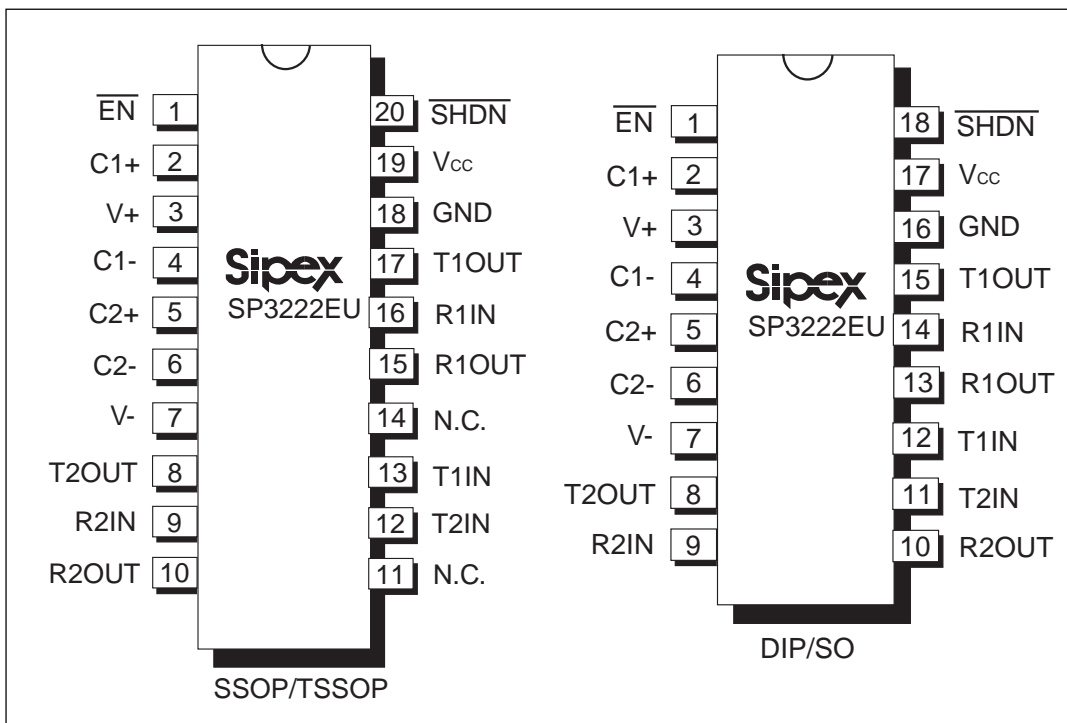 EN 1 20 SHDN
C1+ 2 19 Vcc
V+ 3 18 GND
C1- 4 17 T1OUT
C2+ 5 16 R1IN
C2- 6 15 R1OUT
V- 7 14 N.C.
T2OUT 8 13 T1IN
R2IN 9 12 T2IN
R2OUT 10 11 N.C.
Sipex
SP3222EU
SSOP/TSSOP
EN 1 18 SHDN
C1+ 2 17 Vcc
V+ 3 16 GND
C1- 4 15 T1OUT
C2+ 5 14 R1IN
C2- 6 13 R1OUT
V- 7 12 T1IN
T2OUT 8 11 T2IN
R2IN 9 10 R2OUT
Sipex
SP3222EU
DIP/SO